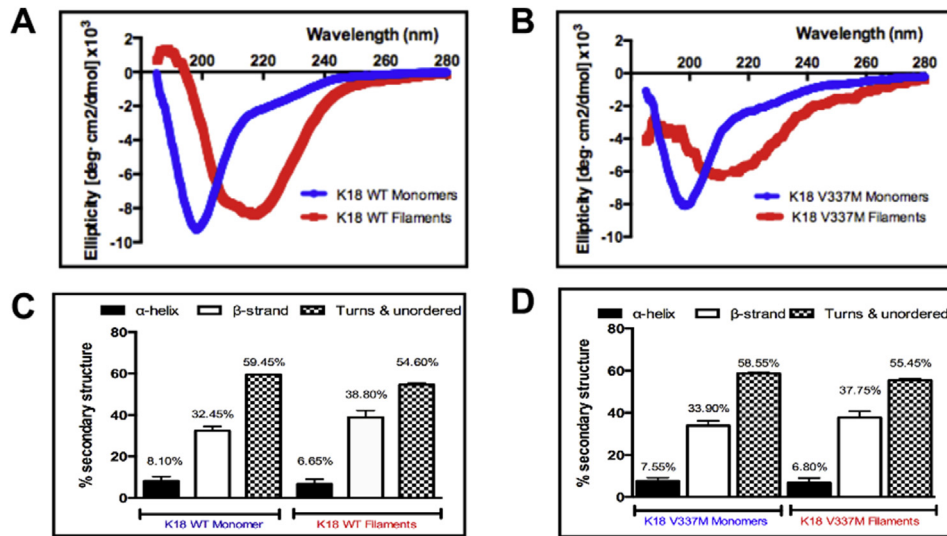 A
Wavelength (nm)
Ellipticity [deg· cm2/dmol] x10³
2
0
-2
-4
-6
-8
-10
200
220
240
260
280
K18 WT Monomers
K18 WT Filaments
B
Wavelength (nm)
Ellipticity [deg· cm2/dmol] x10³
2
0
-2
-4
-6
-8
-10
200
220
240
260
280
K18 V337M Monomers
K18 V337M Filaments
C
α-helix β-strand Turns & unordered
% secondary structure
80
60
40
20
0
8.10%
32.45%
59.45%
6.65%
38.80%
54.60%
K18 WT Monomer
K18 WT Filaments
D
α-helix β-strand Turns & unordered
% secondary structure
80
60
40
20
0
7.55%
33.90%
58.55%
6.80%
37.75%
55.45%
K18 V337M Monomers
K18 V337M Filaments